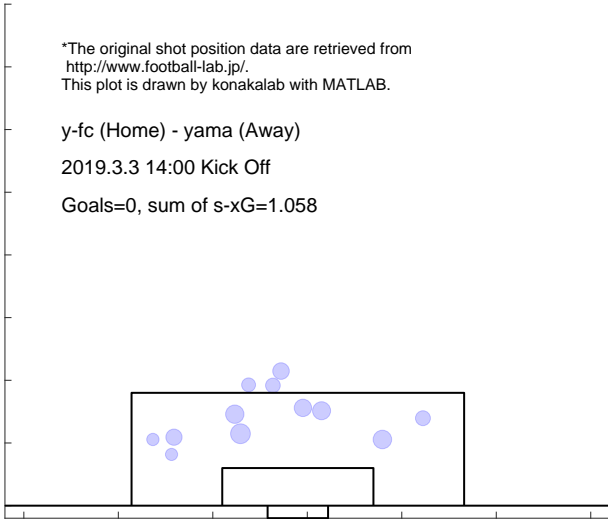 *The original shot position data are retrieved from
http://www.football-lab.jp/.
This plot is drawn by konakalab with MATLAB.
y-fc (Home) - yama (Away)
2019.3.3 14:00 Kick Off
Goals=0, sum of s-xG=1.058